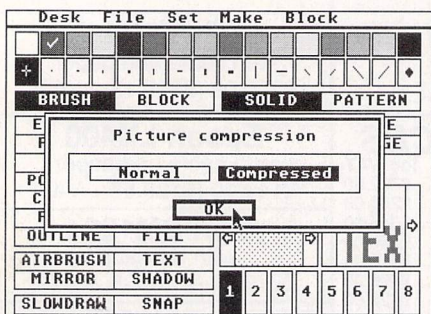 Desk File Set Make Block
BRUSH BLOCK SOLID PATTERN
Picture compression
Normal Compressed
OK
OUTLINE FILL
AIRBRUSH TEXT
MIRROR SHADOW
SLOWDRAW SNAP
1 2 3 4 5 6 7 8